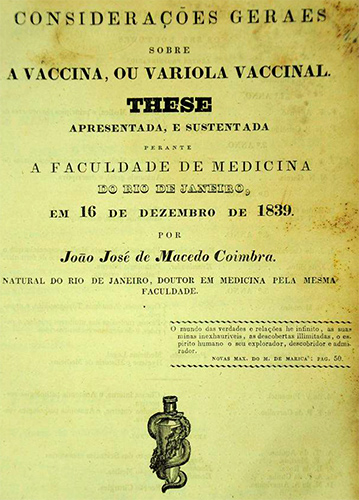 CONSIDERAÇÕES GERAES
SOBRE
A VACCINA, OU VARIOLA VACCINAL.
THESE
APRESENTADA, E SUSTENTADA
PERANTE
A FACULDADE DE MEDICINA
DO RIO DE JANEIRO,
EM 16 DE DEZEMBRO DE 1839.
POR
João José de Macedo Coimbra.
NATURAL DO RIO DE JANEIRO, DOUTOR EM MEDICINA PELA MESMA
FACULDADE.
O mundo das verdades e relações he infinito, as suas
minas inexhauriveis, as descobertas illimitadas, o es-
pirito humano o seu explorador, descobridor e admi-
rador.
NOVAS MAX. DO M. DE MARICA': PAG. 50.